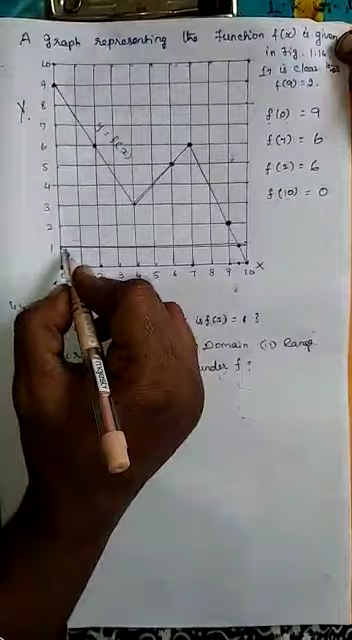 A graph representing the Function f(x) is given
in Fig. 1.16
It is clear
f(9)=2.
f(0) = 9
f(7) = 6
f(2) = 6
f(10) = 0
Y
10
9
8
7
6
5
4
3
2
1
y = f(x)
2 3 4 5 6 7 8 9 10 X
is f(x) = 1 ?
Domain (ii) Range.
under f ?